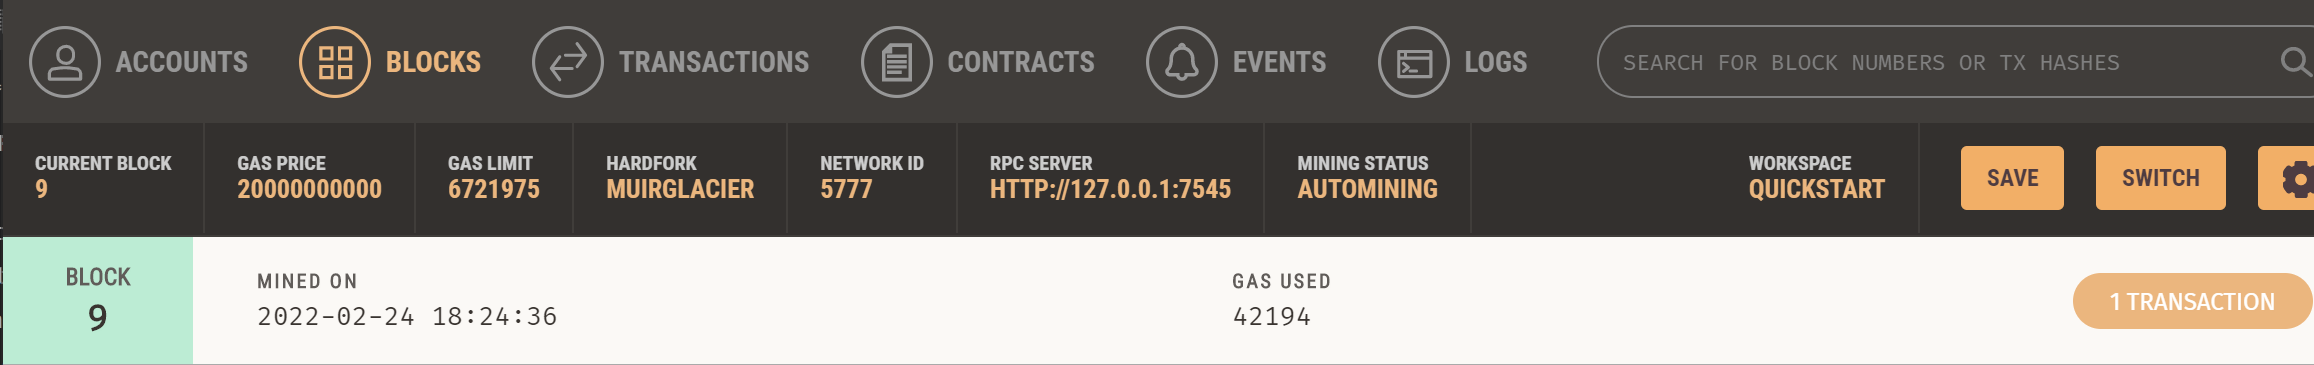 ACCOUNTS BLOCKS TRANSACTIONS CONTRACTS EVENTS LOGS SEARCH FOR BLOCK NUMBERS OR TX HASHES
CURRENT BLOCK GAS PRICE GAS LIMIT HARDFORK NETWORK ID RPC SERVER MINING STATUS WORKSPACE
9 20000000000 6721975 MUIRGLACIER 5777 HTTP://127.0.0.1:7545 AUTOMINING QUICKSTART SAVE SWITCH
BLOCK MINED ON GAS USED
9 2022-02-24 18:24:36 42194 1 TRANSACTION